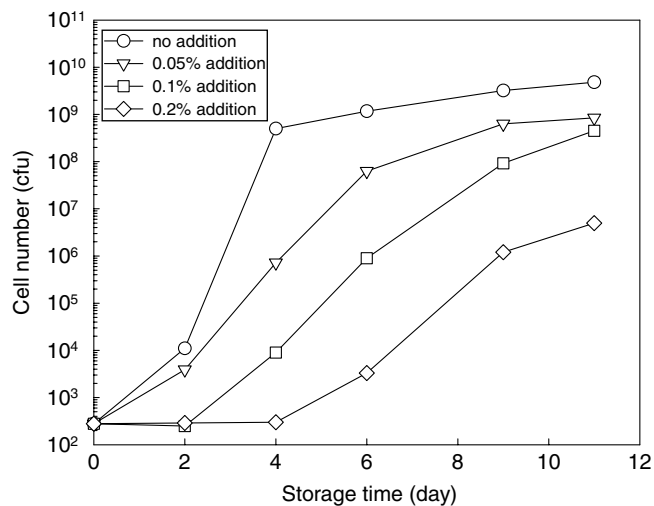 10¹¹
10¹⁰
10⁹
10⁸
10⁷
10⁶
10⁵
10⁴
10³
10²
Cell number (cfu)
no addition
0.05% addition
0.1% addition
0.2% addition
0 2 4 6 8 10 12
Storage time (day)